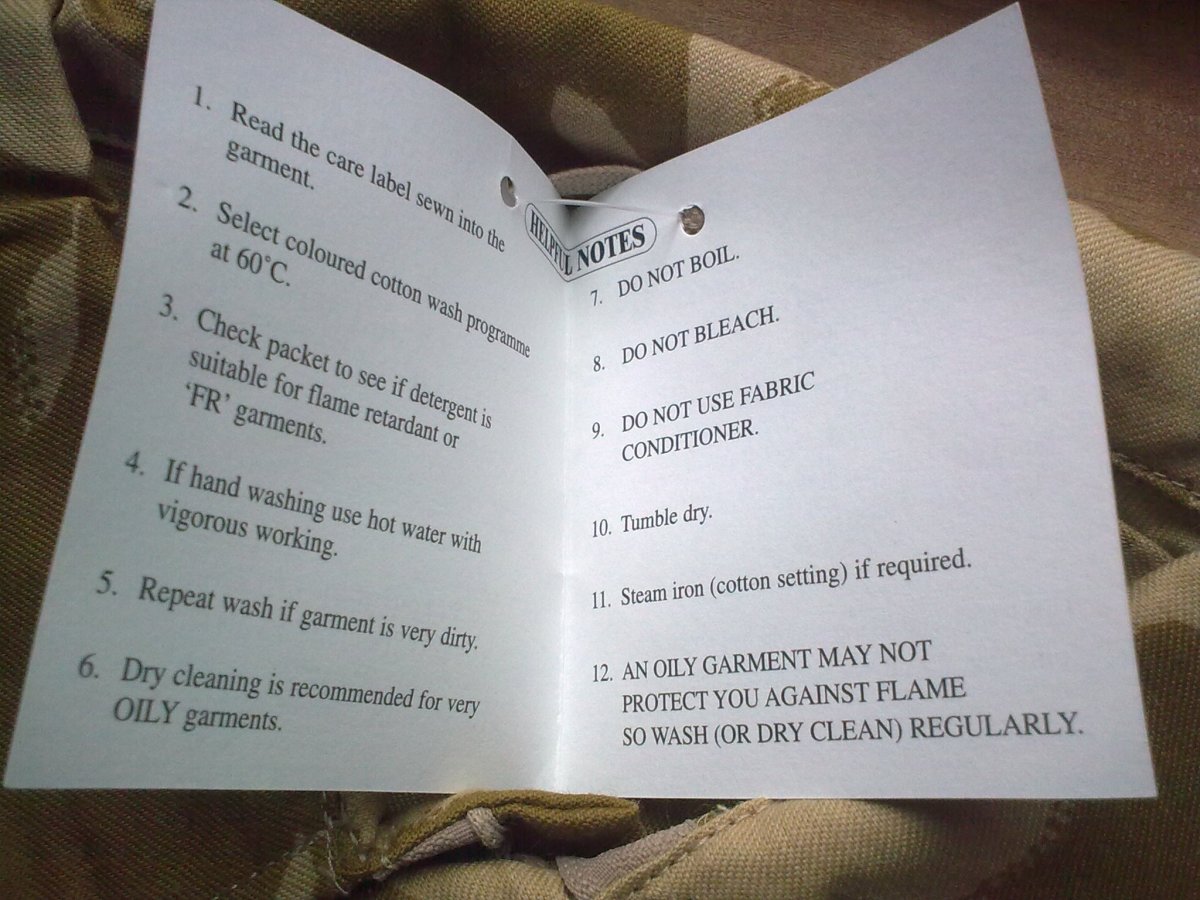 HELPFUL NOTES
1. Read the care label sewn into the
garment.
2. Select coloured cotton wash programme
at 60°C.
3. Check packet to see if detergent is
suitable for flame retardant or
‘FR’ garments.
4. If hand washing use hot water with
vigorous working.
5. Repeat wash if garment is very dirty.
6. Dry cleaning is recommended for very
OILY garments.
7. DO NOT BOIL.
8. DO NOT BLEACH.
9. DO NOT USE FABRIC
CONDITIONER.
10. Tumble dry.
11. Steam iron (cotton setting) if required.
12. AN OILY GARMENT MAY NOT
PROTECT YOU AGAINST FLAME
SO WASH (OR DRY CLEAN) REGULARLY.